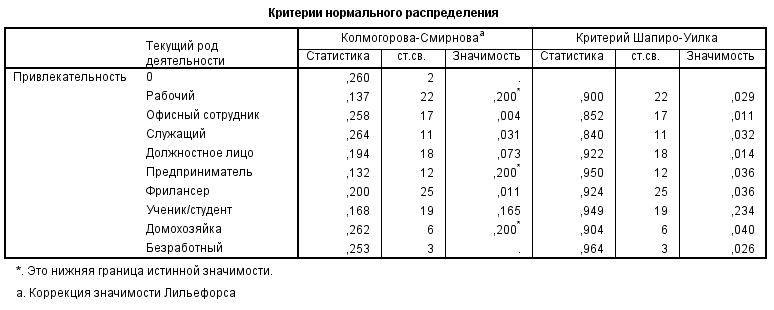 Критерии нормального распределения
Текущий род деятельности Колмогорова-Смирноваa Критерий Шапиро-Уилка
Статистика ст.св. Значимость Статистика ст.св. Значимость
Привлекательность 0 ,260 2 .
Рабочий ,137 22 ,200* ,900 22 ,029
Офисный сотрудник ,258 17 ,004 ,852 17 ,011
Служащий ,264 11 ,031 ,840 11 ,032
Должностное лицо ,194 18 ,073 ,922 18 ,014
Предприниматель ,132 12 ,200* ,950 12 ,036
Фрилансер ,200 25 ,011 ,924 25 ,036
Ученик/студент ,168 19 ,165 ,949 19 ,234
Домохозяйка ,262 6 ,200* ,904 6 ,040
Безработный ,253 3 . ,964 3 ,026
*. Это нижняя граница истинной значимости.
a. Коррекция значимости Лильефорса